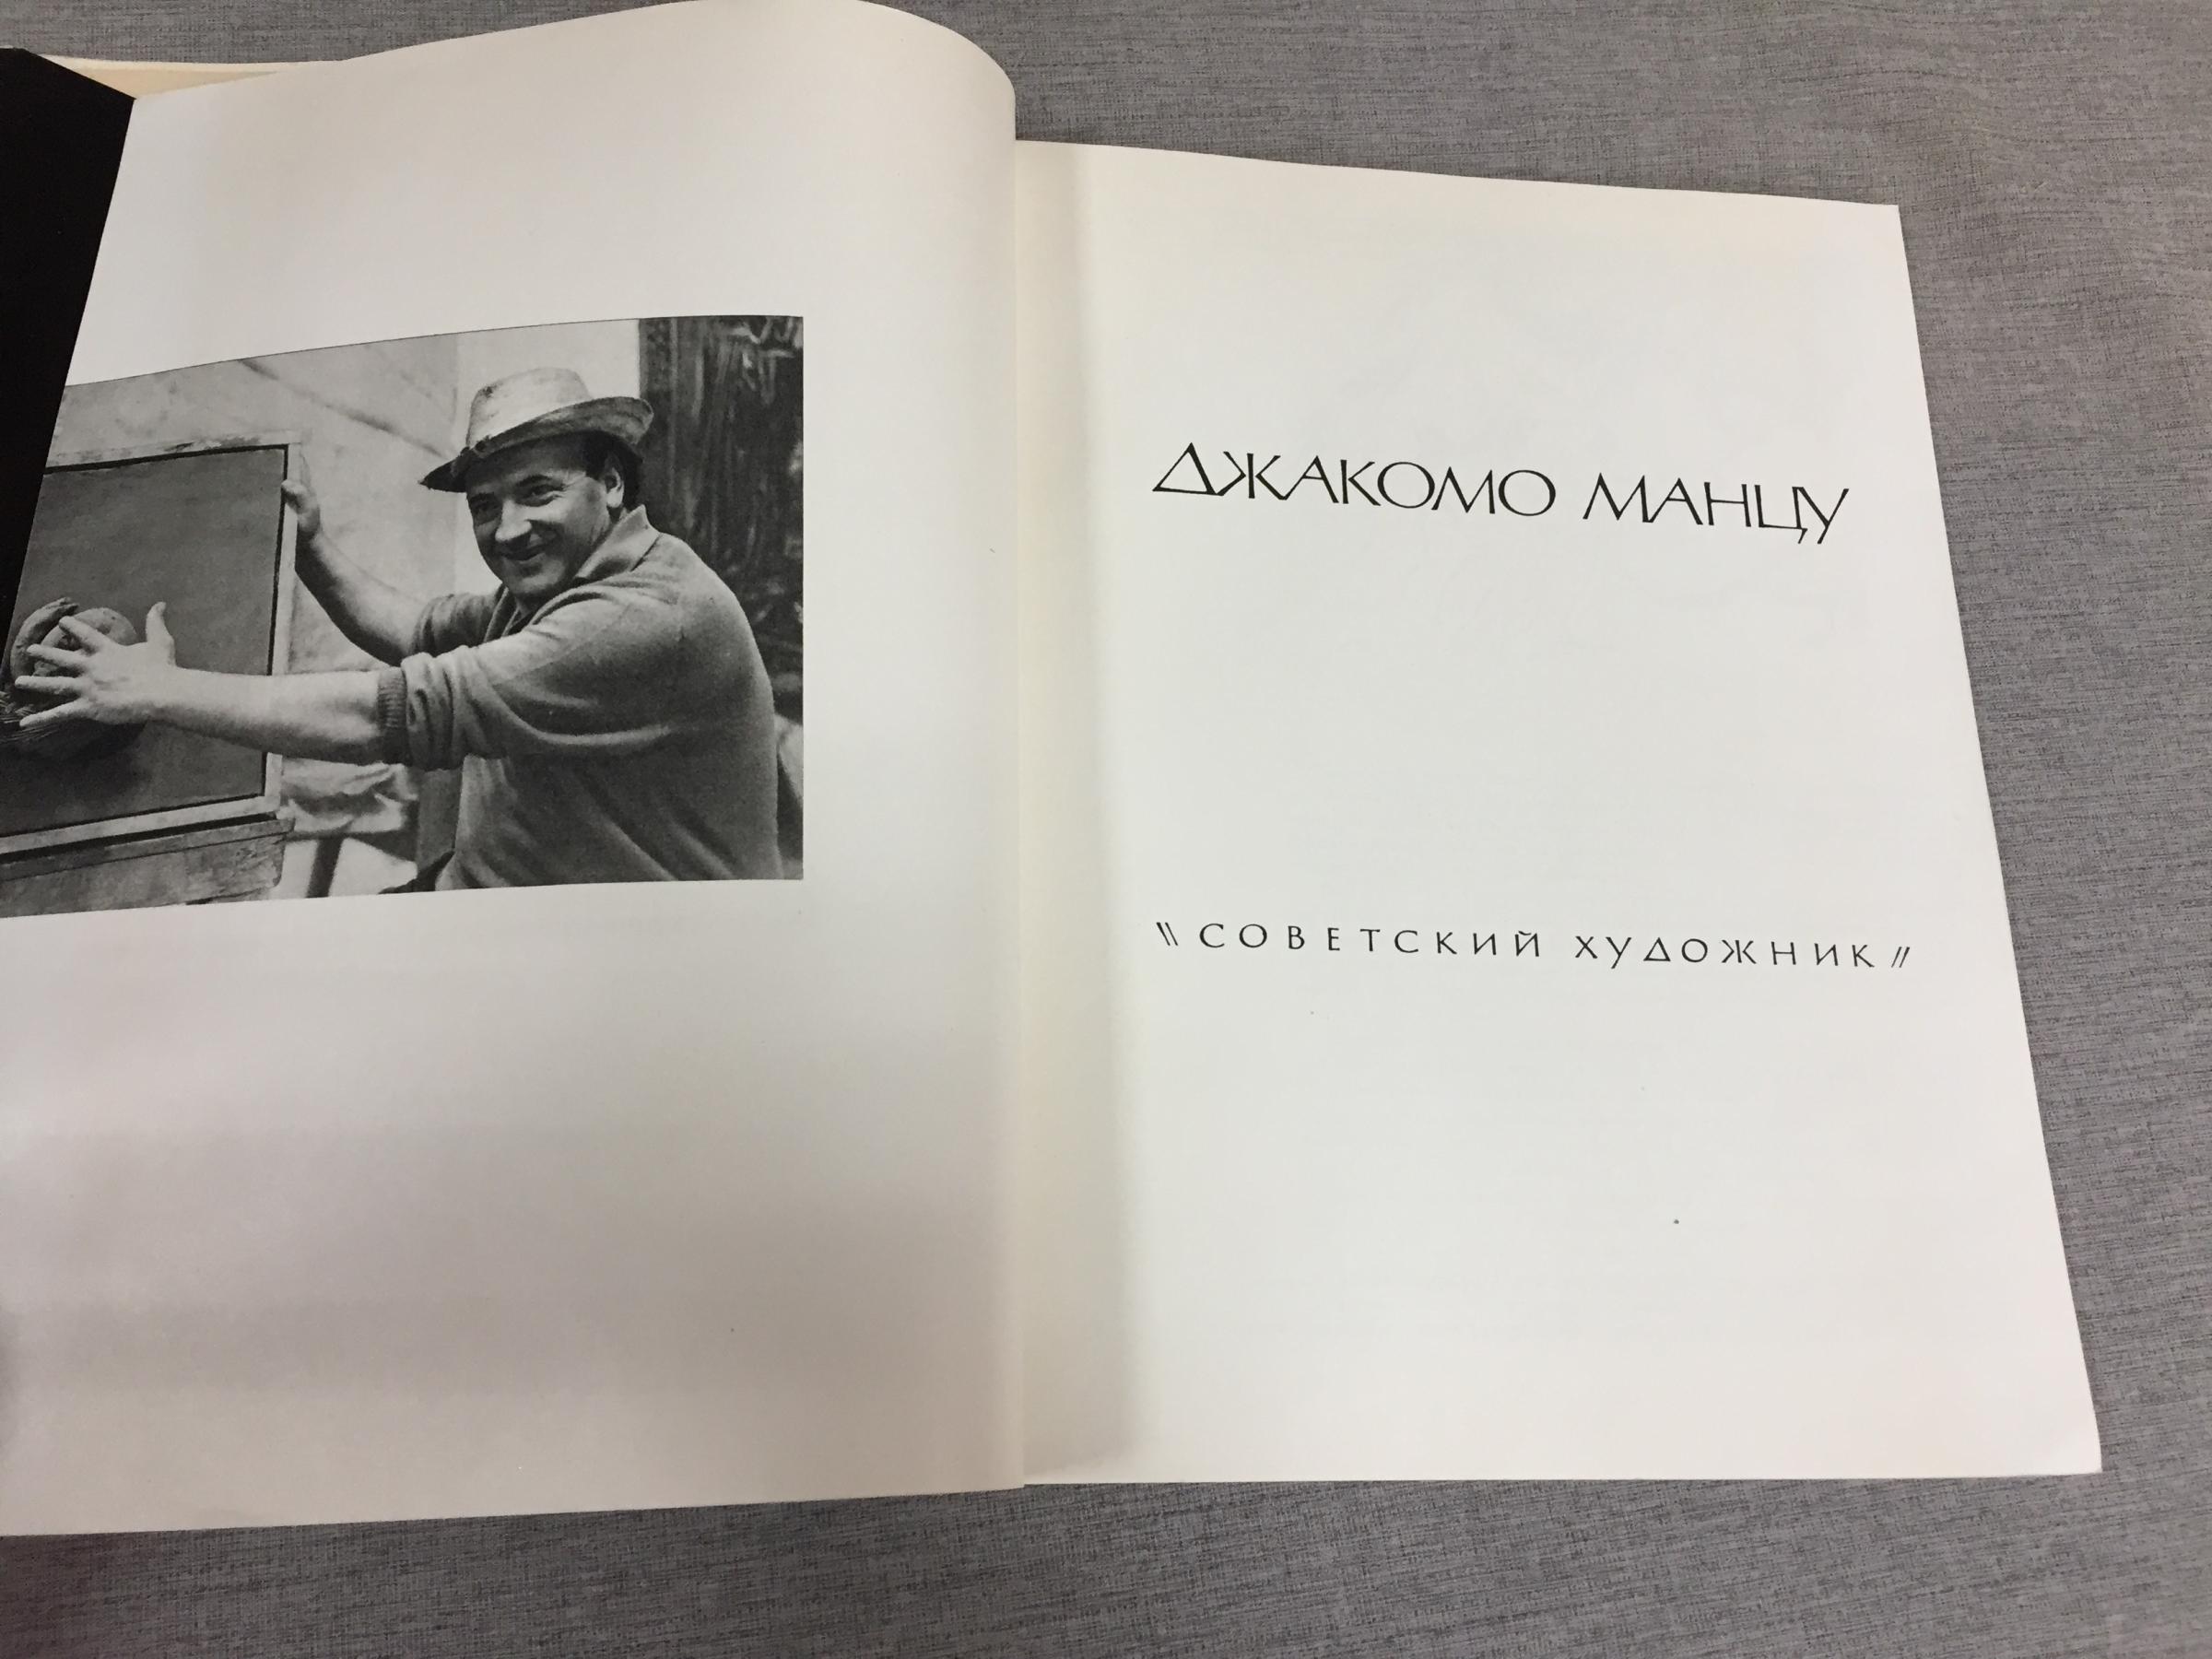 ДЖАКОМО МАНЦУ
\\ СОВЕТСКИЙ ХУДОЖНИК //